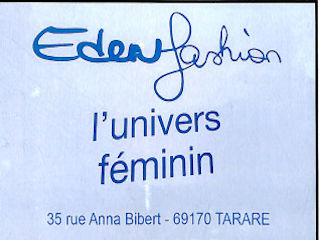 Eden fashion
l'univers
féminin
35 rue Anna Bibert - 69170 TARARE